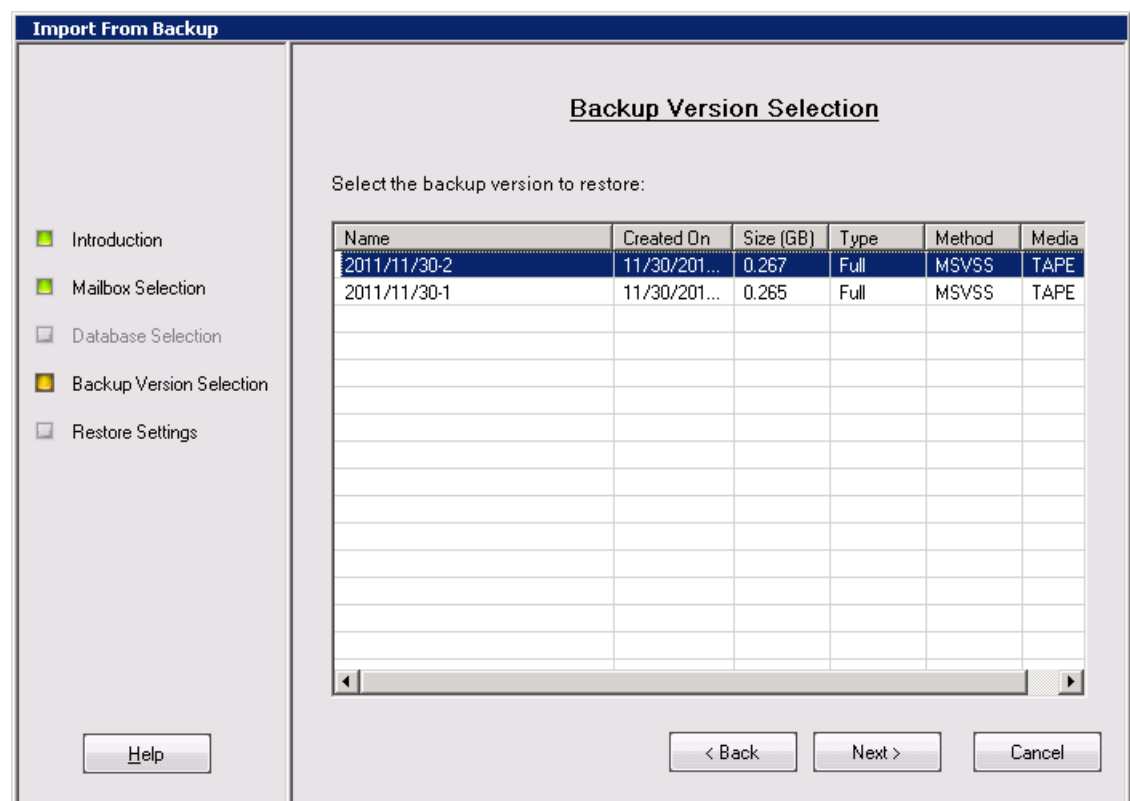 Import From Backup
Backup Version Selection
Select the backup version to restore:
Introduction
Mailbox Selection
Database Selection
Backup Version Selection
Restore Settings
Name Created On Size (GB) Type Method Media
2011/11/30-2 11/30/201... 0.267 Full MSVSS TAPE
2011/11/30-1 11/30/201... 0.265 Full MSVSS TAPE
Help < Back Next > Cancel